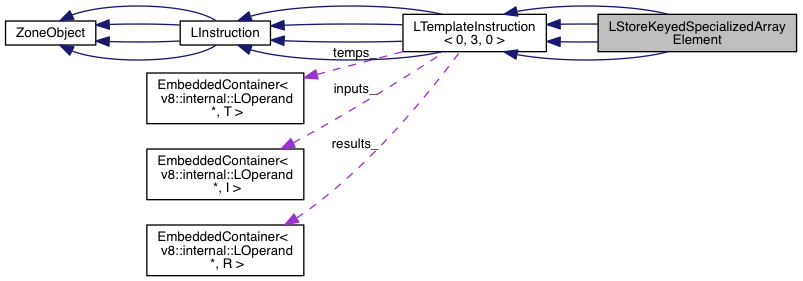 ZoneObject
LInstruction
LTemplateInstruction
< 0, 3, 0 >
LStoreKeyedSpecializedArray
Element
temps_
EmbeddedContainer<
v8::internal::LOperand
*, T >
inputs_
EmbeddedContainer<
v8::internal::LOperand
*, I >
results_
EmbeddedContainer<
v8::internal::LOperand
*, R >